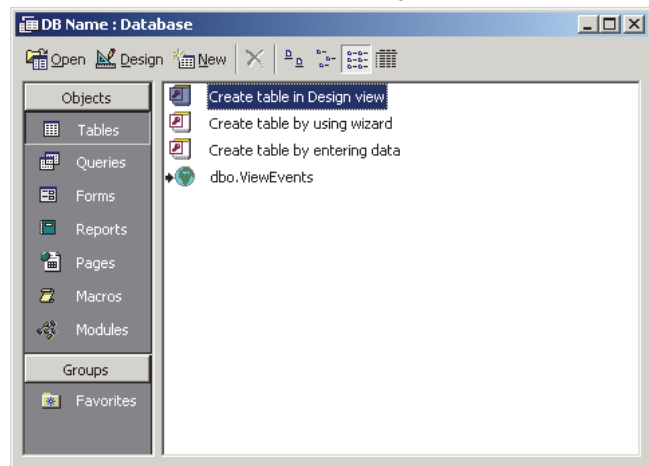 DB Name : Database
Open Design New
Objects
Tables
Queries
Forms
Reports
Pages
Macros
Modules
Groups
Favorites
Create table in Design view
Create table by using wizard
Create table by entering data
dbo.ViewEvents